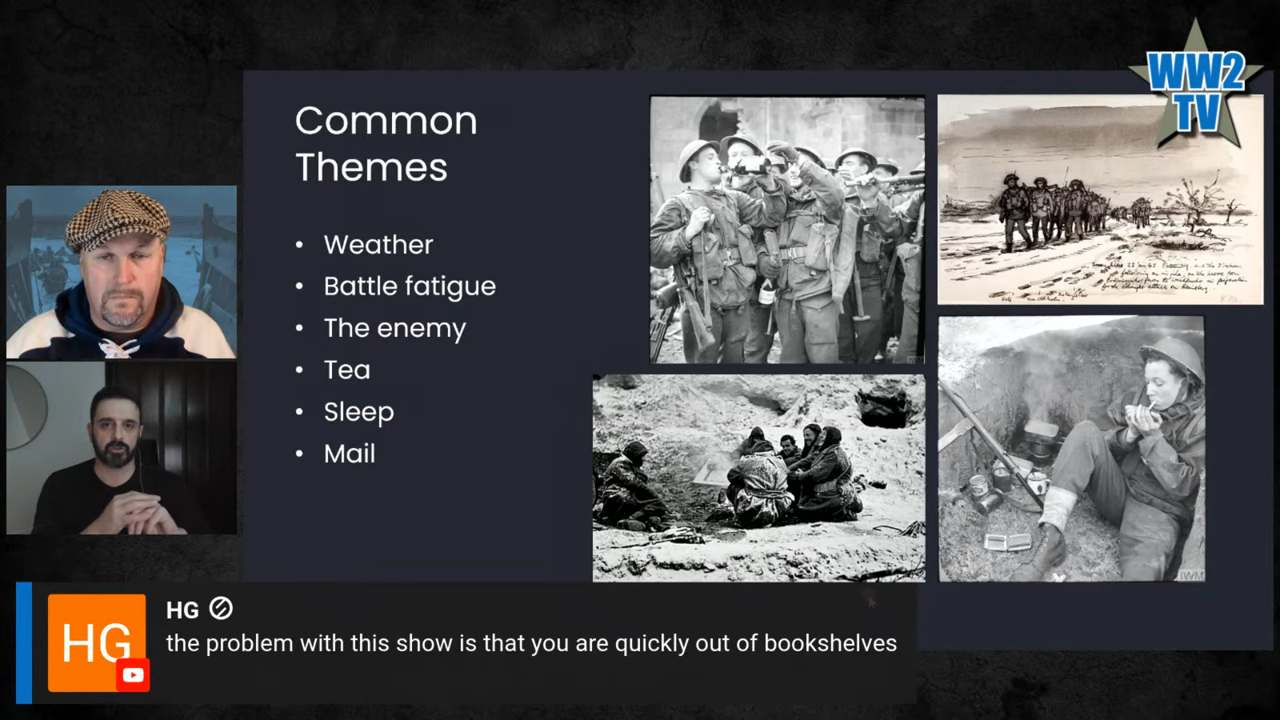 WW2
TV
Common
Themes
• Weather
• Battle fatigue
• The enemy
• Tea
• Sleep
• Mail
IWM
HG
HG
the problem with this show is that you are quickly out of bookshelves